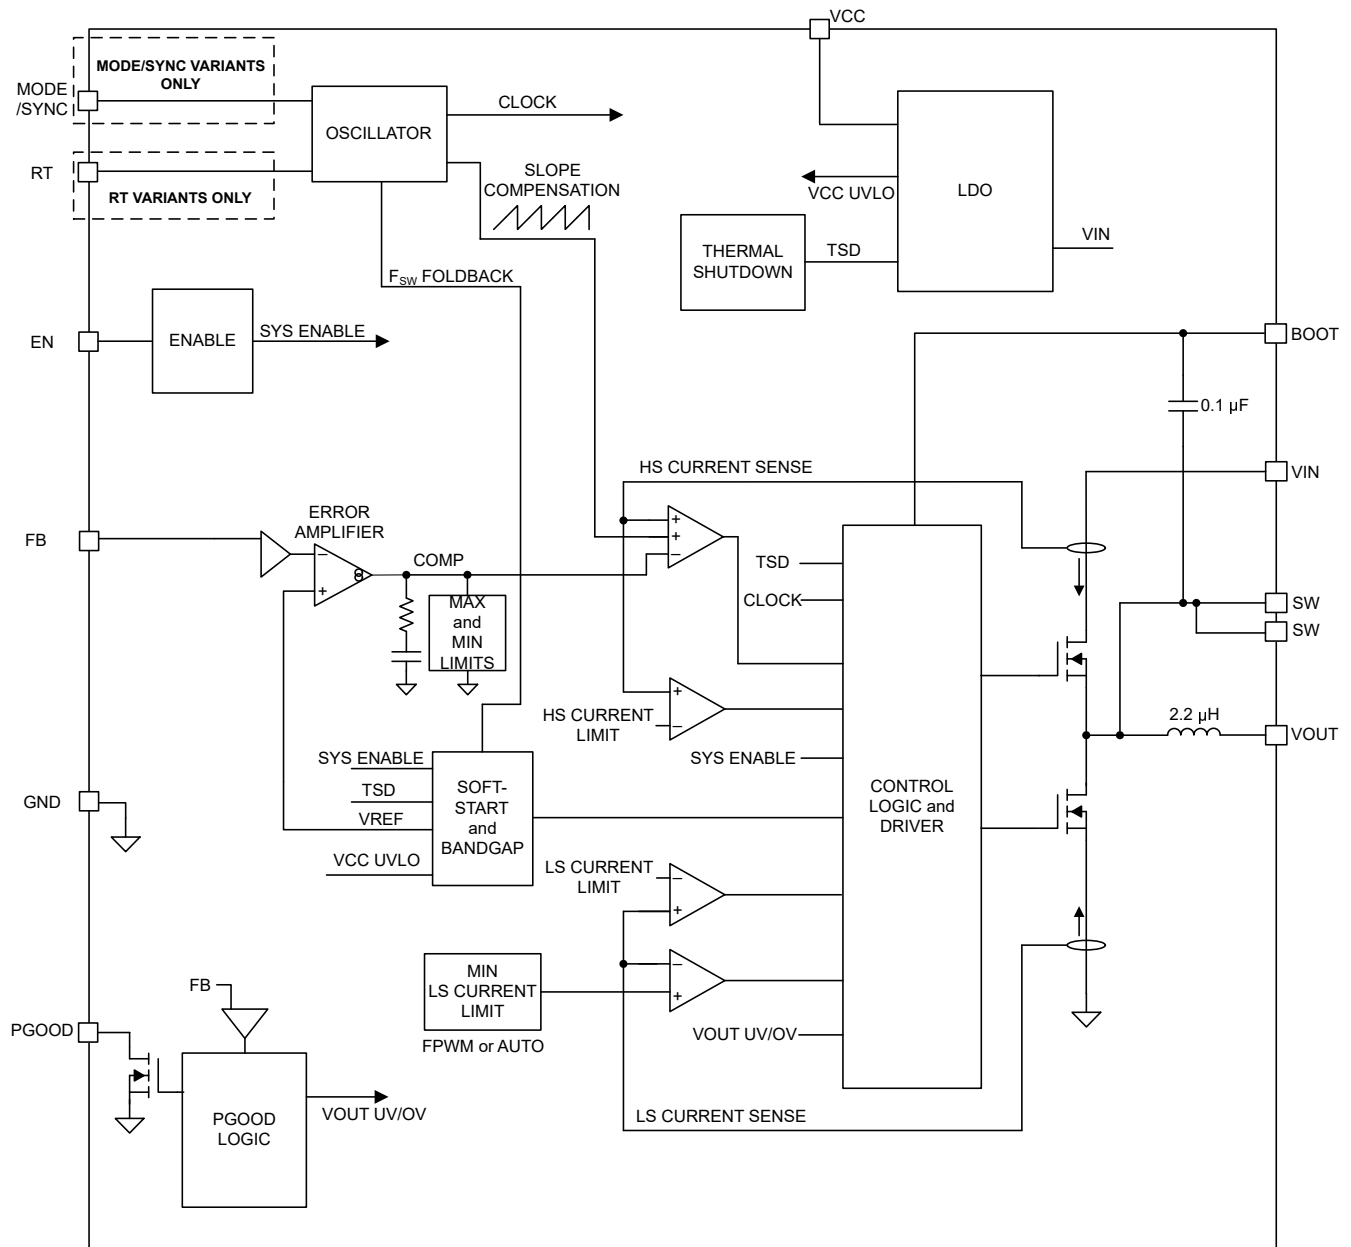 VCC
MODE/SYNC VARIANTS
ONLY
MODE
/SYNC
OSCILLATOR
CLOCK
RT
RT VARIANTS ONLY
SLOPE
COMPENSATION
LDO
VCC UVLO
THERMAL
SHUTDOWN
TSD
VIN
FSW FOLDBACK
EN
ENABLE
SYS ENABLE
BOOT
0.1 µF
HS CURRENT SENSE
VIN
FB
ERROR
AMPLIFIER
−
+
COMP
+
+
−
MAX
and
MIN
LIMITS
TSD
CLOCK
SW
SW
HS CURRENT
LIMIT
+
−
2.2 µH
VOUT
SYS ENABLE
SYS ENABLE
TSD
VREF
VCC UVLO
SOFT-
START
and
BANDGAP
CONTROL
LOGIC and
DRIVER
GND
LS CURRENT
LIMIT
−
+
MIN
LS CURRENT
LIMIT
−
+
FPWM or AUTO
FB
PGOOD
VOUT UV/OV
PGOOD
LOGIC
VOUT UV/OV
LS CURRENT SENSE